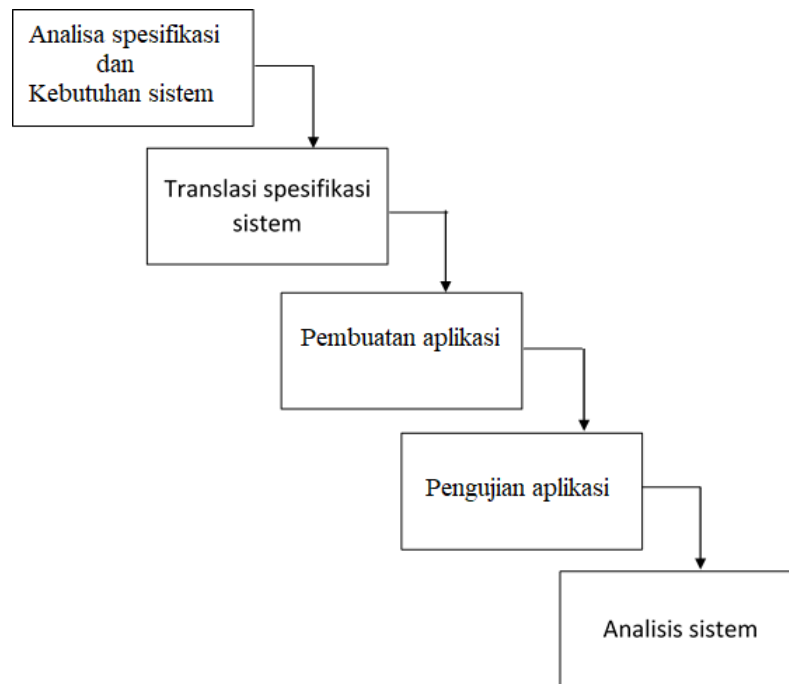 Analisa spesifikasi
dan
Kebutuhan sistem
Translasi spesifikasi
sistem
Pembuatan aplikasi
Pengujian aplikasi
Analisis sistem